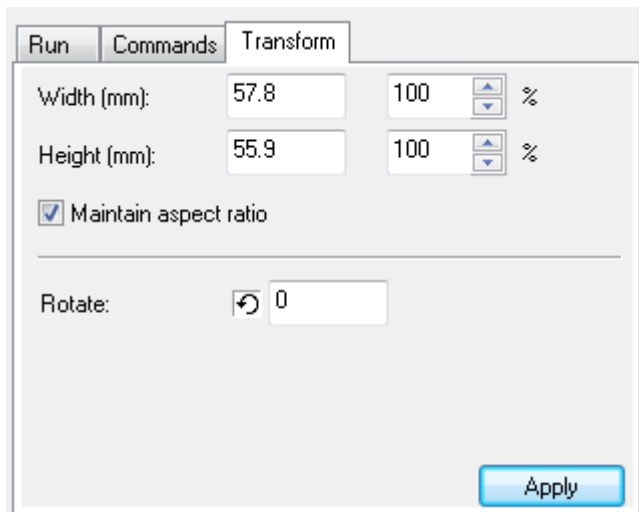 Run Commands Transform
Width (mm): 57.8 100 %
Height (mm): 55.9 100 %
Maintain aspect ratio
Rotate: 0
Apply